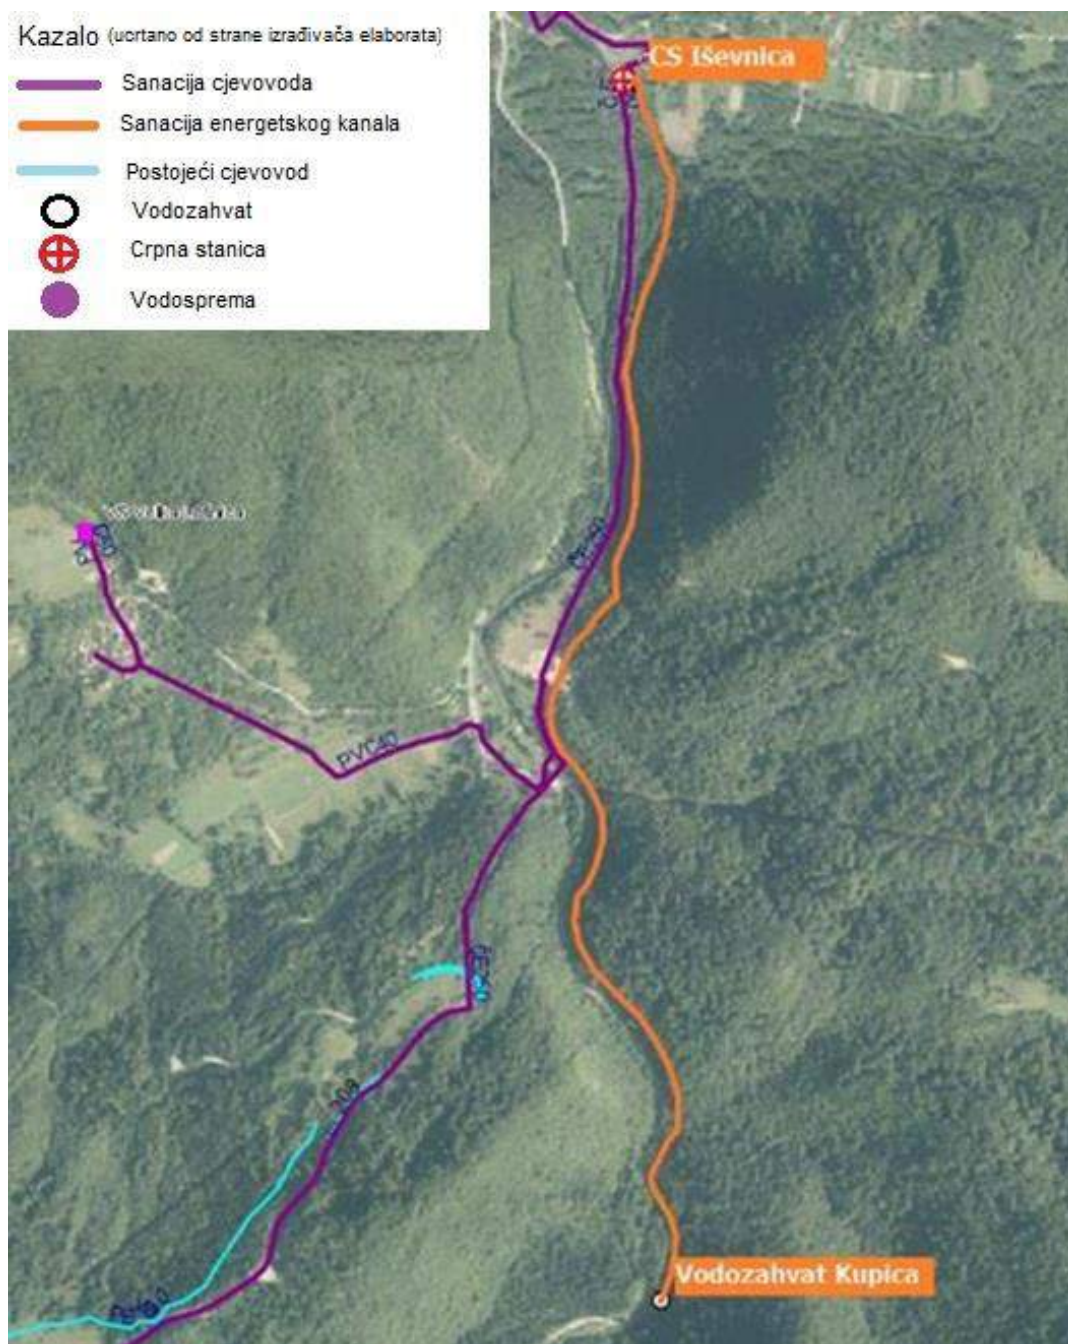 Kazalo (ucrtano od strane izrađivača elaborata)
Sanacija cjevovoda
Sanacija energetskog kanala
Postojeći cjevovod
Vodozahvat
Crpna stanica
Vodosprema
CS Iševnica
PVC40
Vodozahvat Kupica